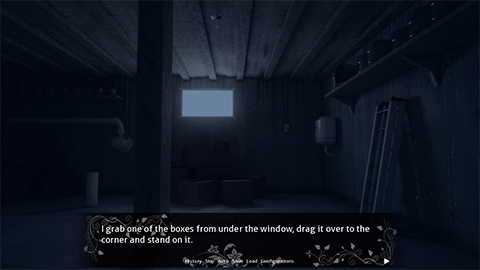 I grab one of the boxes from under the window, drag it over to the
corner and stand on it.
History Skip Auto Save Load Configurations